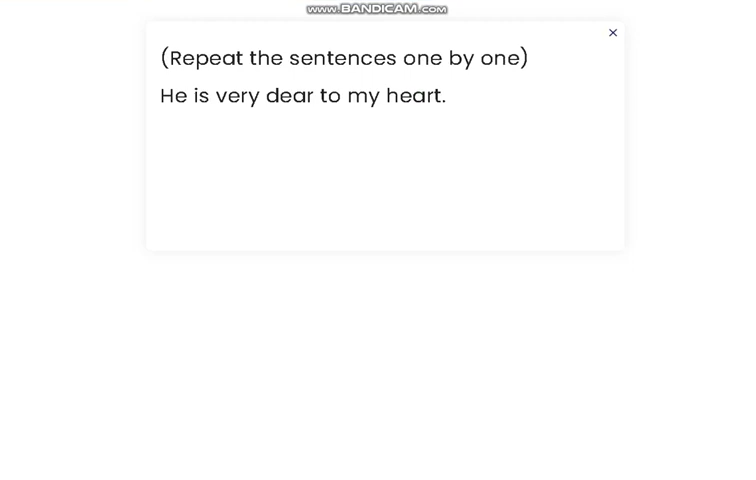 www.BANDICAM.com
(Repeat the sentences one by one)
He is very dear to my heart.